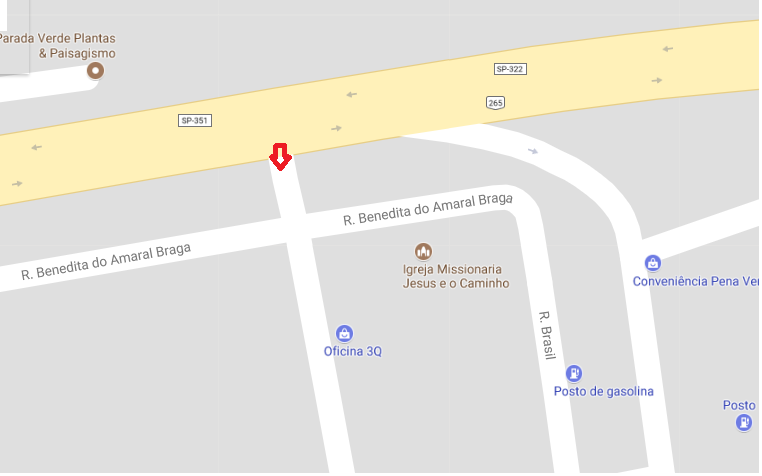 Parada Verde Plantas
& Paisagismo
SP-322
265
SP-351
R. Benedita do Amaral Braga
R. Benedita do Amaral Braga
Igreja Missionaria
Jesus e o Caminho
Conveniência Pena Ver
R. Brasil
Oficina 3Q
Posto de gasolina
Posto